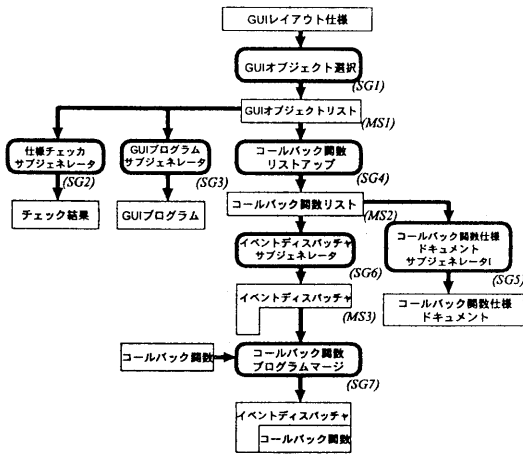 GUIレイアウト仕様
GUIオブジェクト選択
(SG1)
GUIオブジェクトリスト
(MS1)
仕様チェッカ
サブジェネレータ
(SG2)
GUIプログラム
サブジェネレータ
(SG3)
コールバック関数
リストアップ
(SG4)
チェック結果
GUIプログラム
コールバック関数リスト
(MS2)
イベントディスパッチャ
サブジェネレータ
(SG6)
コールバック関数仕様
ドキュメント
サブジェネレータ[
(SG5)
イベントディスパッチャ
(MS3)
コールバック関数仕様
ドキュメント
コールバック関数
コールバック関数
プログラムマージ
(SG7)
イベントディスパッチャ
コールバック関数